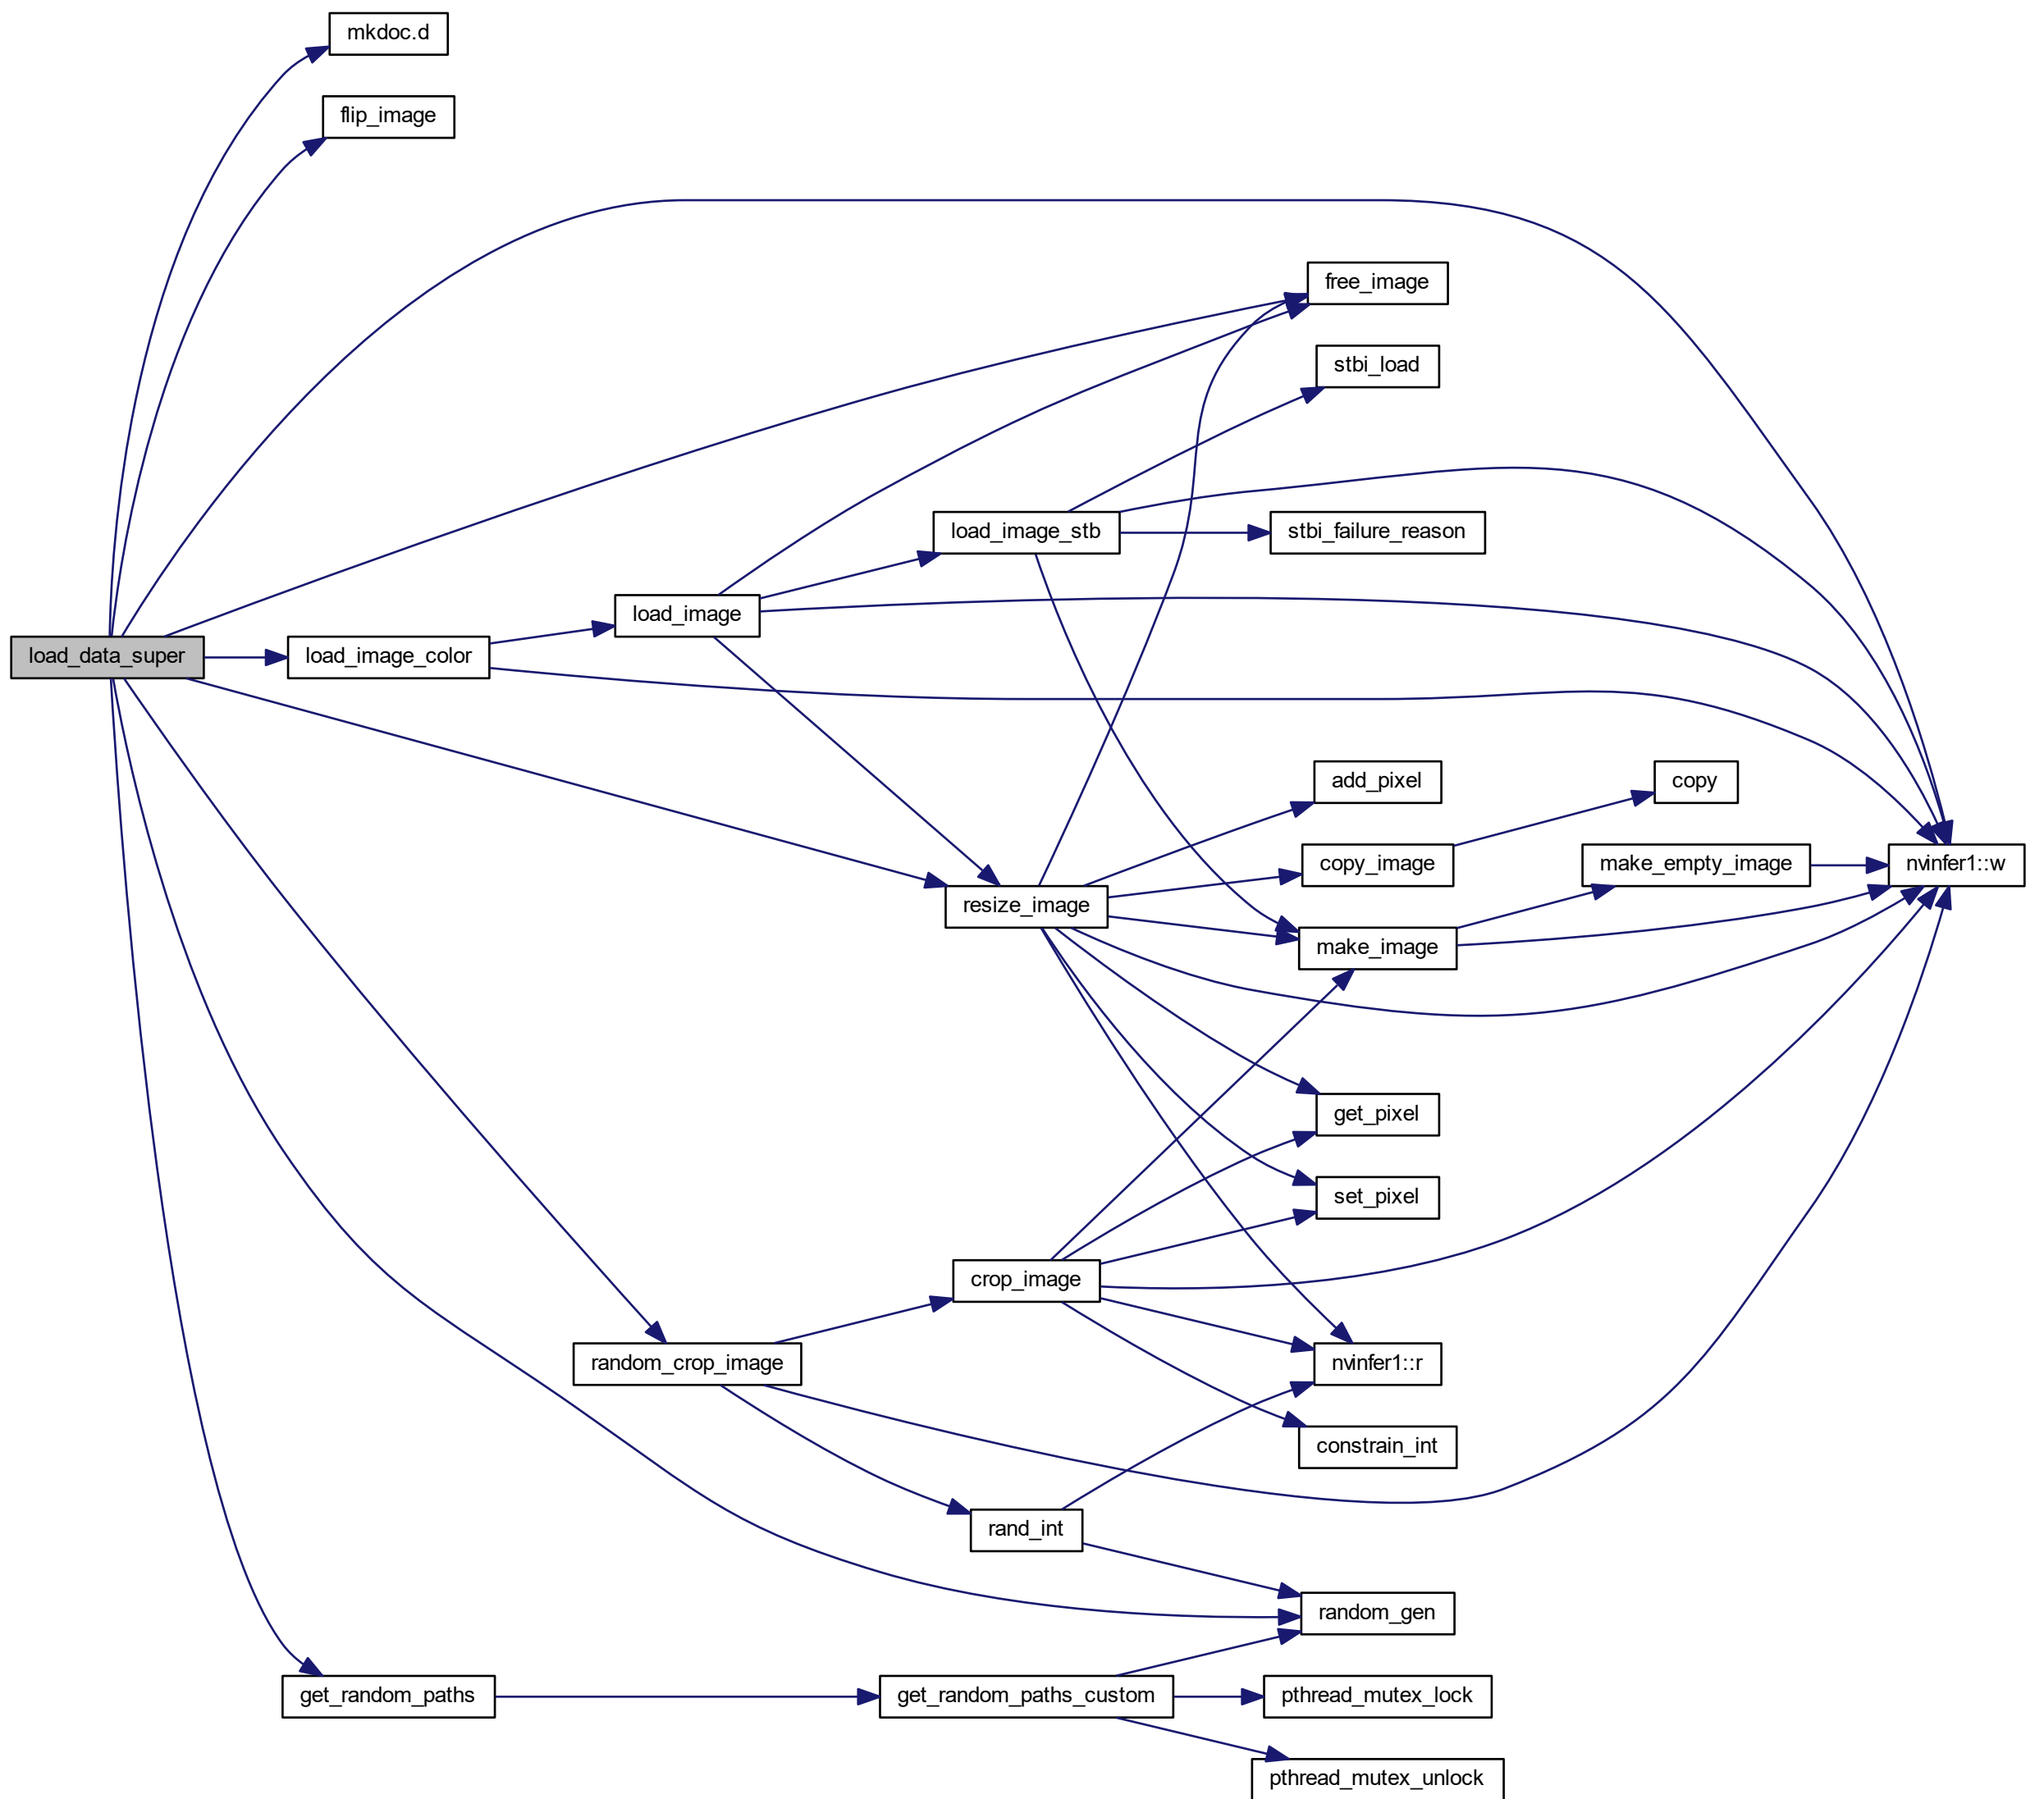 mkdoc.d
flip_image
free_image
stbi_load
load_image_stb
stbi_failure_reason
load_image
load_data_super
load_image_color
add_pixel
copy
copy_image
make_empty_image
nvinfer1::w
resize_image
make_image
get_pixel
set_pixel
crop_image
random_crop_image
nvinfer1::r
constrain_int
rand_int
random_gen
get_random_paths
get_random_paths_custom
pthread_mutex_lock
pthread_mutex_unlock